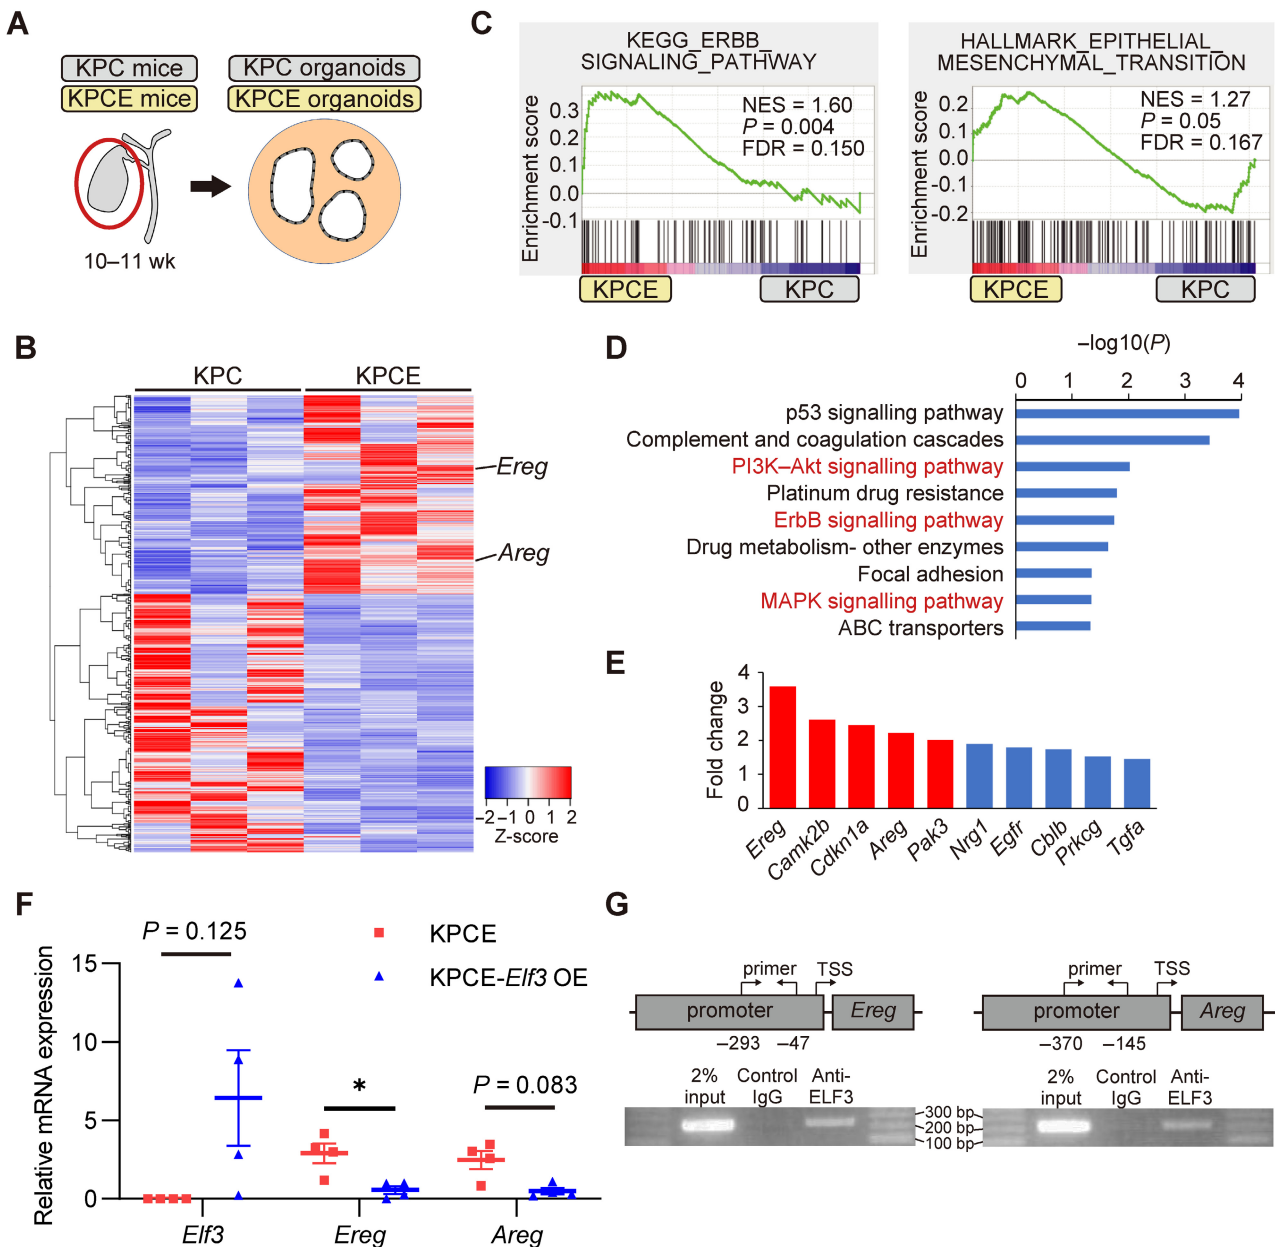 A
KPC mice
KPCE mice
KPC organoids
KPCE organoids
10–11 wk
B
KPC
KPCE
Ereg
Areg
–2 –1 0 1 2
Z-score
C
KEGG_ERBB_
SIGNALING_PATHWAY
Enrichment score
0.3
0.2
0.1
0.0
-0.1
NES = 1.60
P = 0.004
FDR = 0.150
KPCE
KPC
HALLMARK_EPITHELIAL_
MESENCHYMAL_TRANSITION
Enrichment score
0.2
0.1
0.0
-0.1
-0.2
NES = 1.27
P = 0.05
FDR = 0.167
KPCE
KPC
D
–log10(P)
0 1 2 3 4
p53 signalling pathway
Complement and coagulation cascades
PI3K–Akt signalling pathway
Platinum drug resistance
ErbB signalling pathway
Drug metabolism- other enzymes
Focal adhesion
MAPK signalling pathway
ABC transporters
E
Fold change
4
3
2
1
0
Ereg
Camk2b
Cdkn1a
Areg
Pak3
Nrg1
Egfr
Cblb
Prkcg
Tgfa
F
Relative mRNA expression
15
10
5
0
P = 0.125
*
P = 0.083
KPCE
KPCE-Elf3 OE
Elf3
Ereg
Areg
G
primer
TSS
promoter
Ereg
–293 –47
2%
input
Control
IgG
Anti-
ELF3
300 bp
200 bp
100 bp
primer
TSS
promoter
Areg
–370 –145
2%
input
Control
IgG
Anti-
ELF3